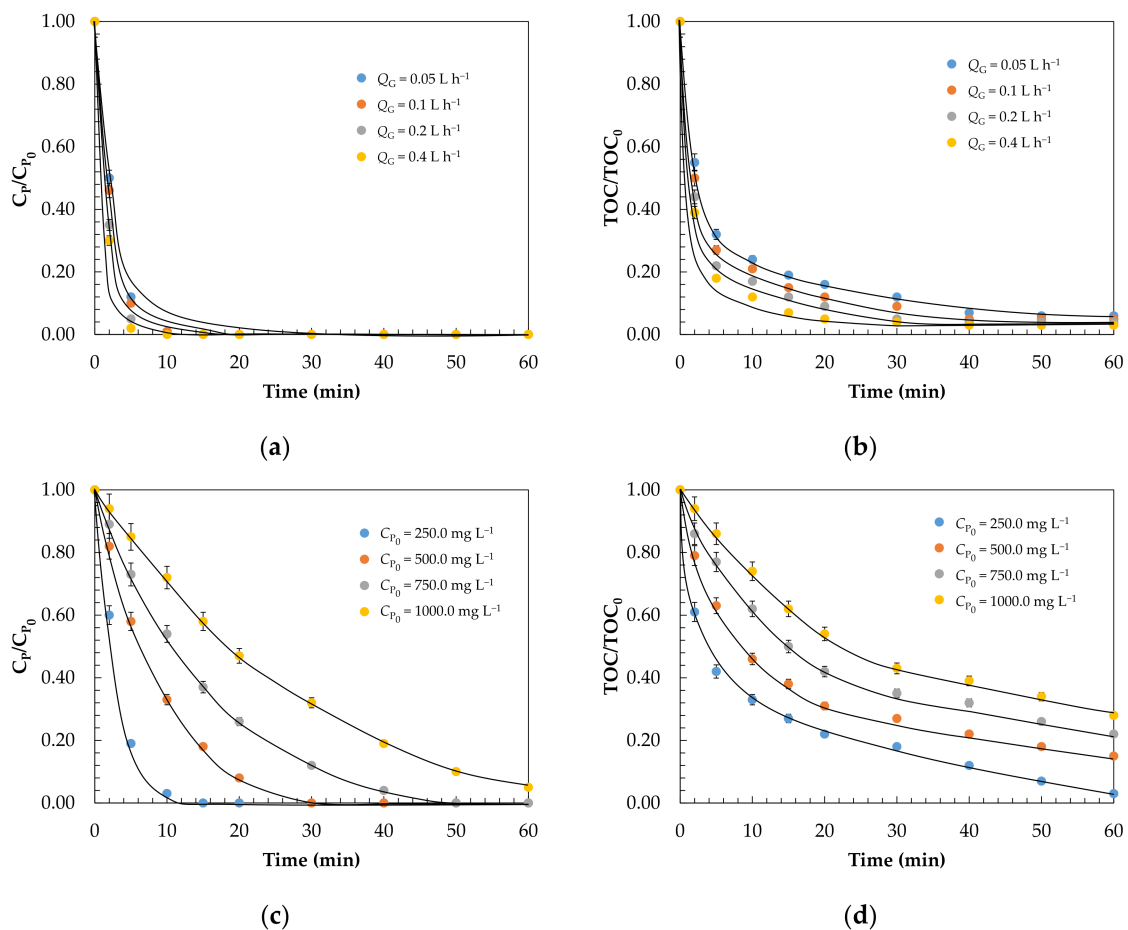 1.00
0.80
0.60
0.40
0.20
0.00
C_P/C_P₀
Q_G = 0.05 L h⁻¹
Q_G = 0.1 L h⁻¹
Q_G = 0.2 L h⁻¹
Q_G = 0.4 L h⁻¹
0 10 20 30 40 50 60
Time (min)
(a)
1.00
0.80
0.60
0.40
0.20
0.00
TOC/TOC₀
Q_G = 0.05 L h⁻¹
Q_G = 0.1 L h⁻¹
Q_G = 0.2 L h⁻¹
Q_G = 0.4 L h⁻¹
0 10 20 30 40 50 60
Time (min)
(b)
1.00
0.80
0.60
0.40
0.20
0.00
C_P/C_P₀
C_P₀ = 250.0 mg L⁻¹
C_P₀ = 500.0 mg L⁻¹
C_P₀ = 750.0 mg L⁻¹
C_P₀ = 1000.0 mg L⁻¹
0 10 20 30 40 50 60
Time (min)
(c)
1.00
0.80
0.60
0.40
0.20
0.00
TOC/TOC₀
C_P₀ = 250.0 mg L⁻¹
C_P₀ = 500.0 mg L⁻¹
C_P₀ = 750.0 mg L⁻¹
C_P₀ = 1000.0 mg L⁻¹
0 10 20 30 40 50 60
Time (min)
(d)